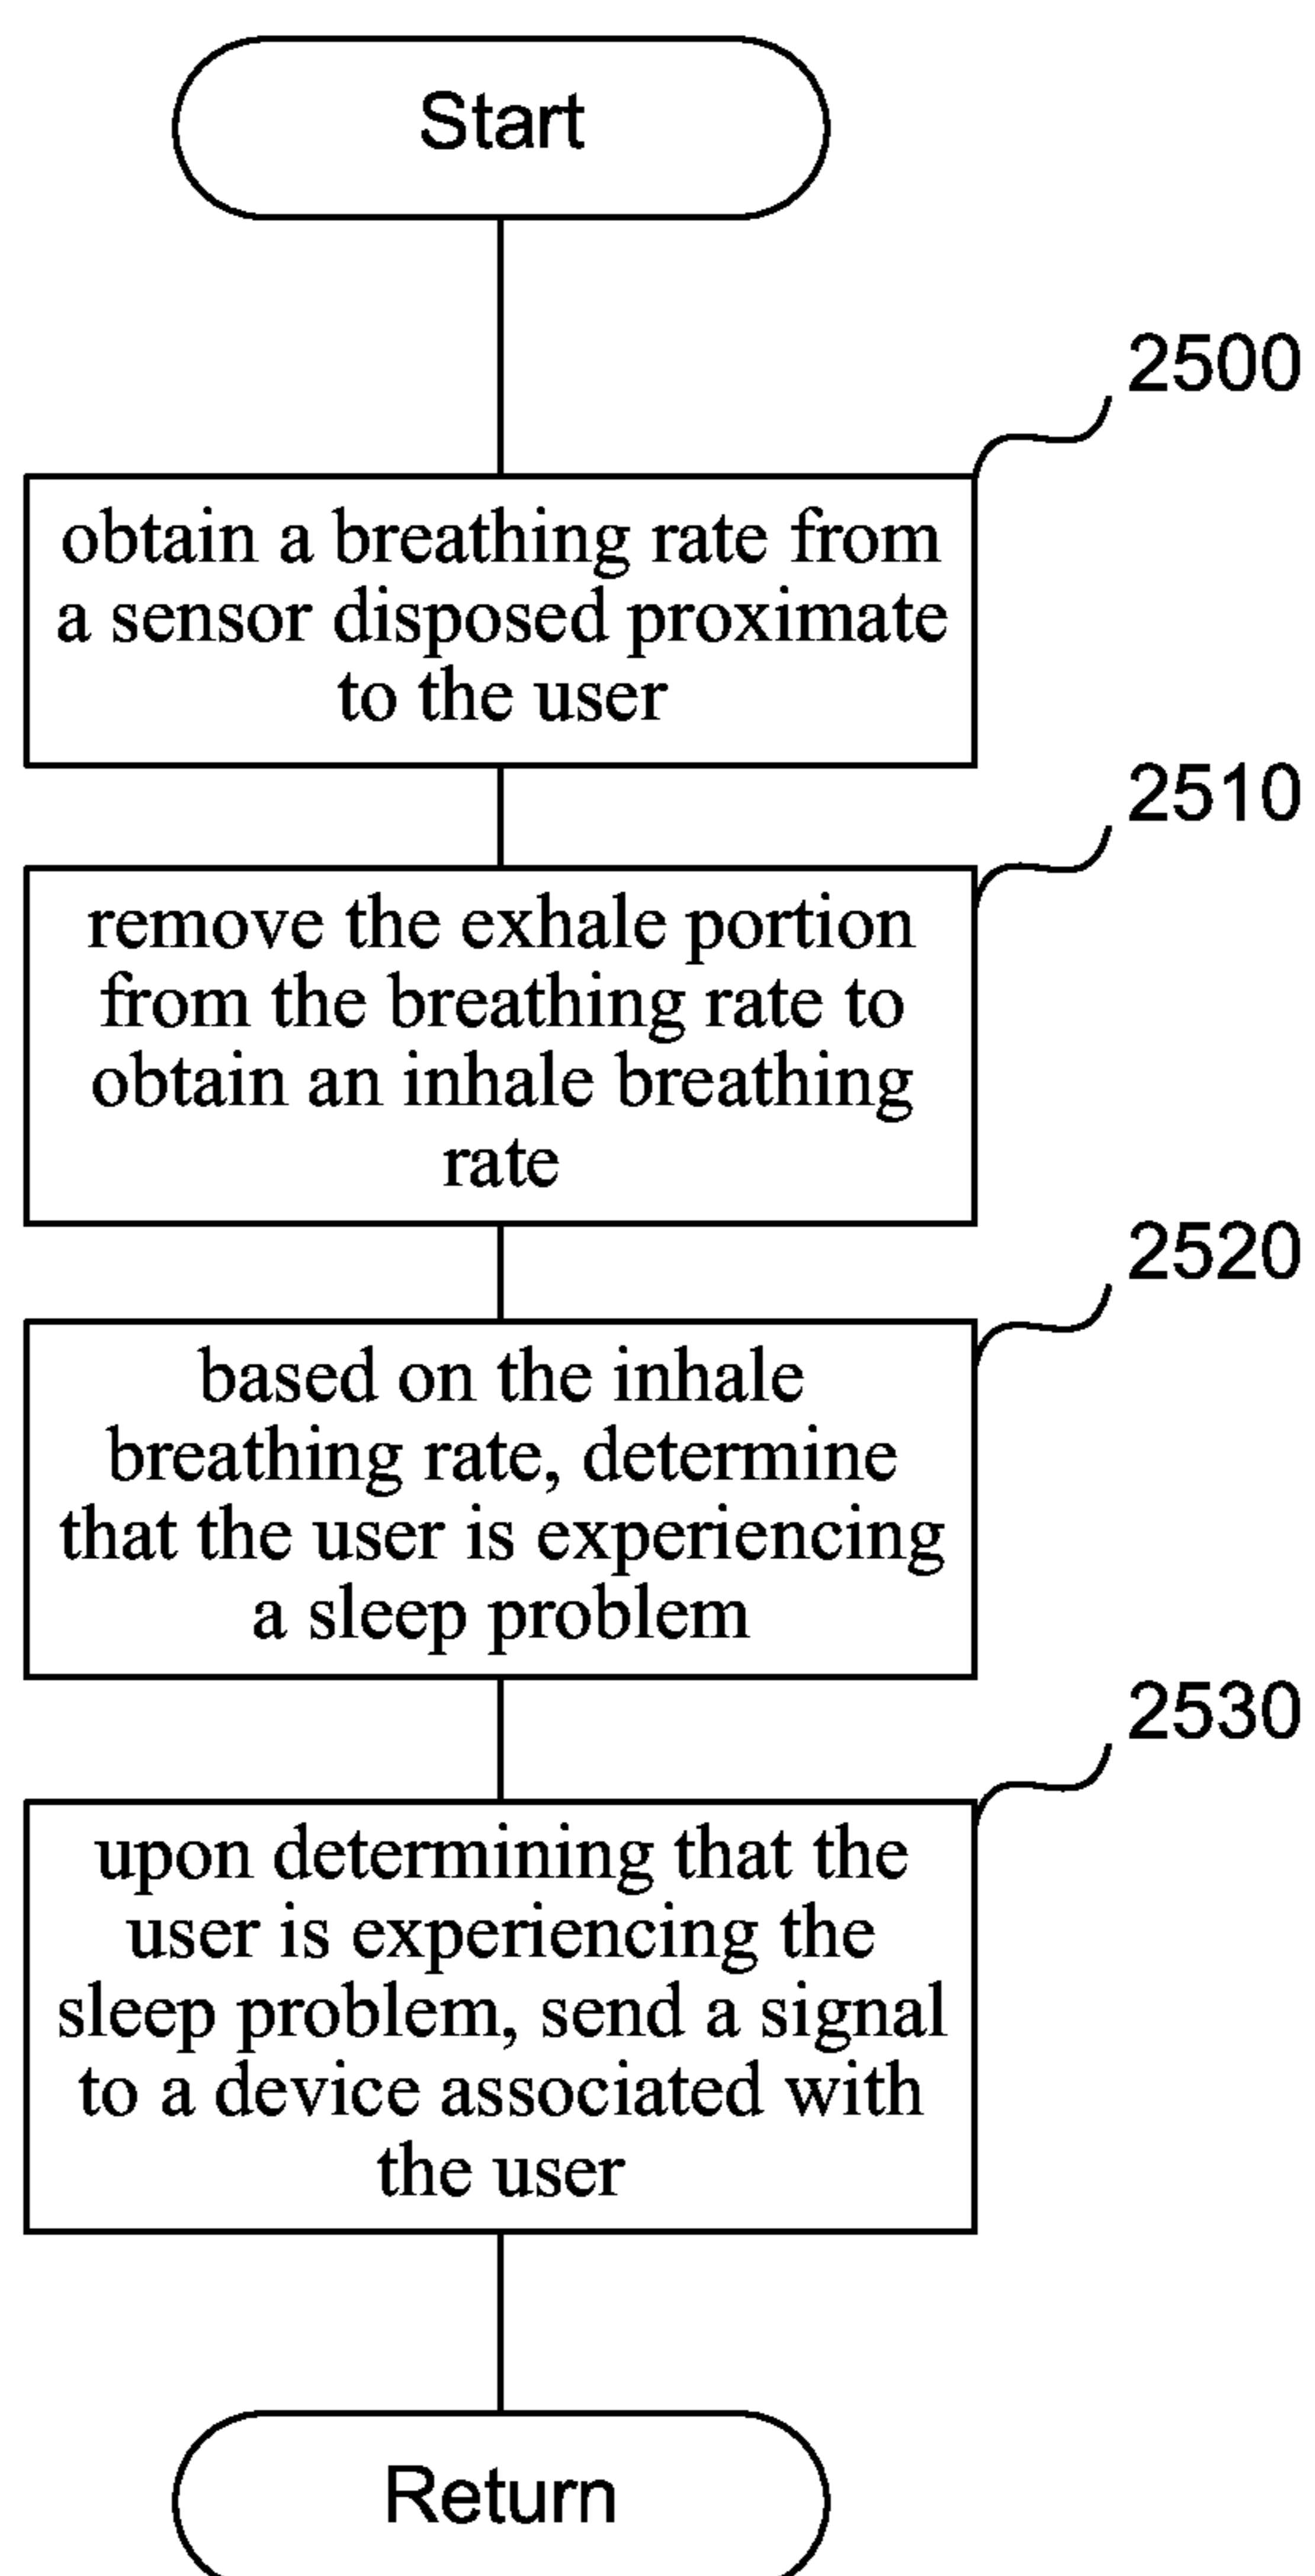 Start
2500
obtain a breathing rate from
a sensor disposed proximate
to the user
2510
remove the exhale portion
from the breathing rate to
obtain an inhale breathing
rate
2520
based on the inhale
breathing rate, determine
that the user is experiencing
a sleep problem
2530
upon determining that the
user is experiencing the
sleep problem, send a signal
to a device associated with
the user
Return